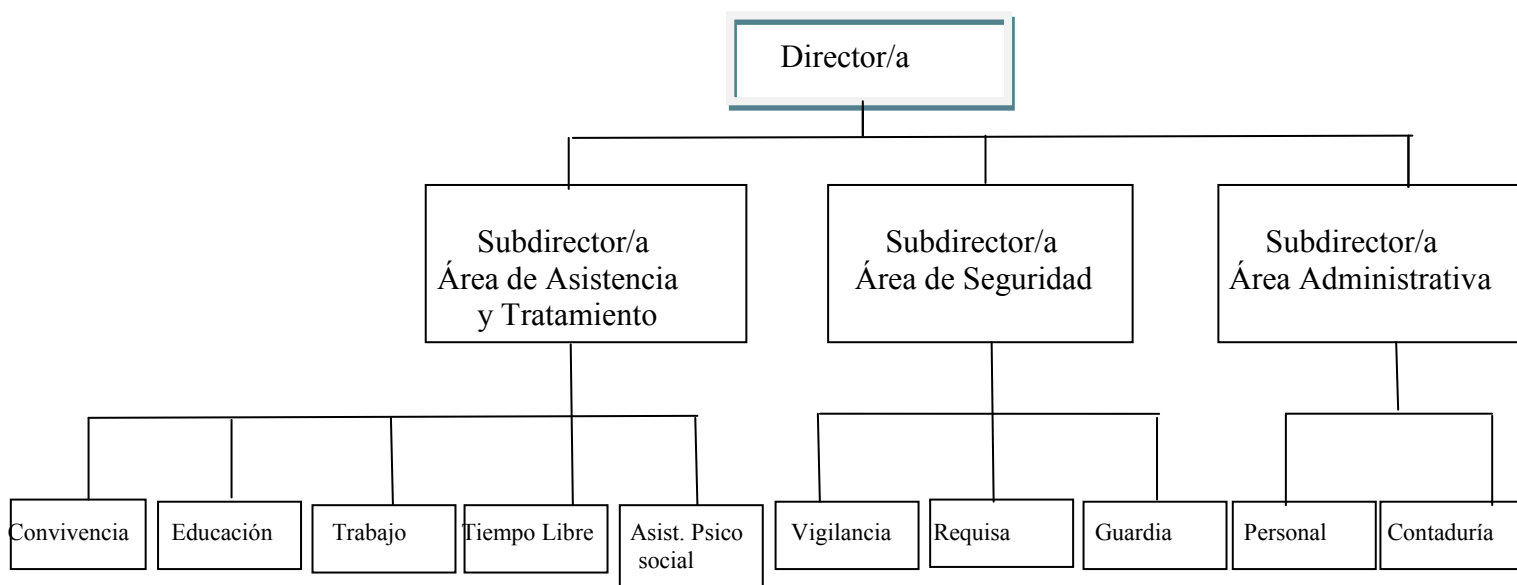 Director/a
Subdirector/a
Área de Asistencia
y Tratamiento
Subdirector/a
Área de Seguridad
Subdirector/a
Área Administrativa
Convivencia
Educación
Trabajo
Tiempo Libre
Asist. Psico
social
Vigilancia
Requisa
Guardia
Personal
Contaduría